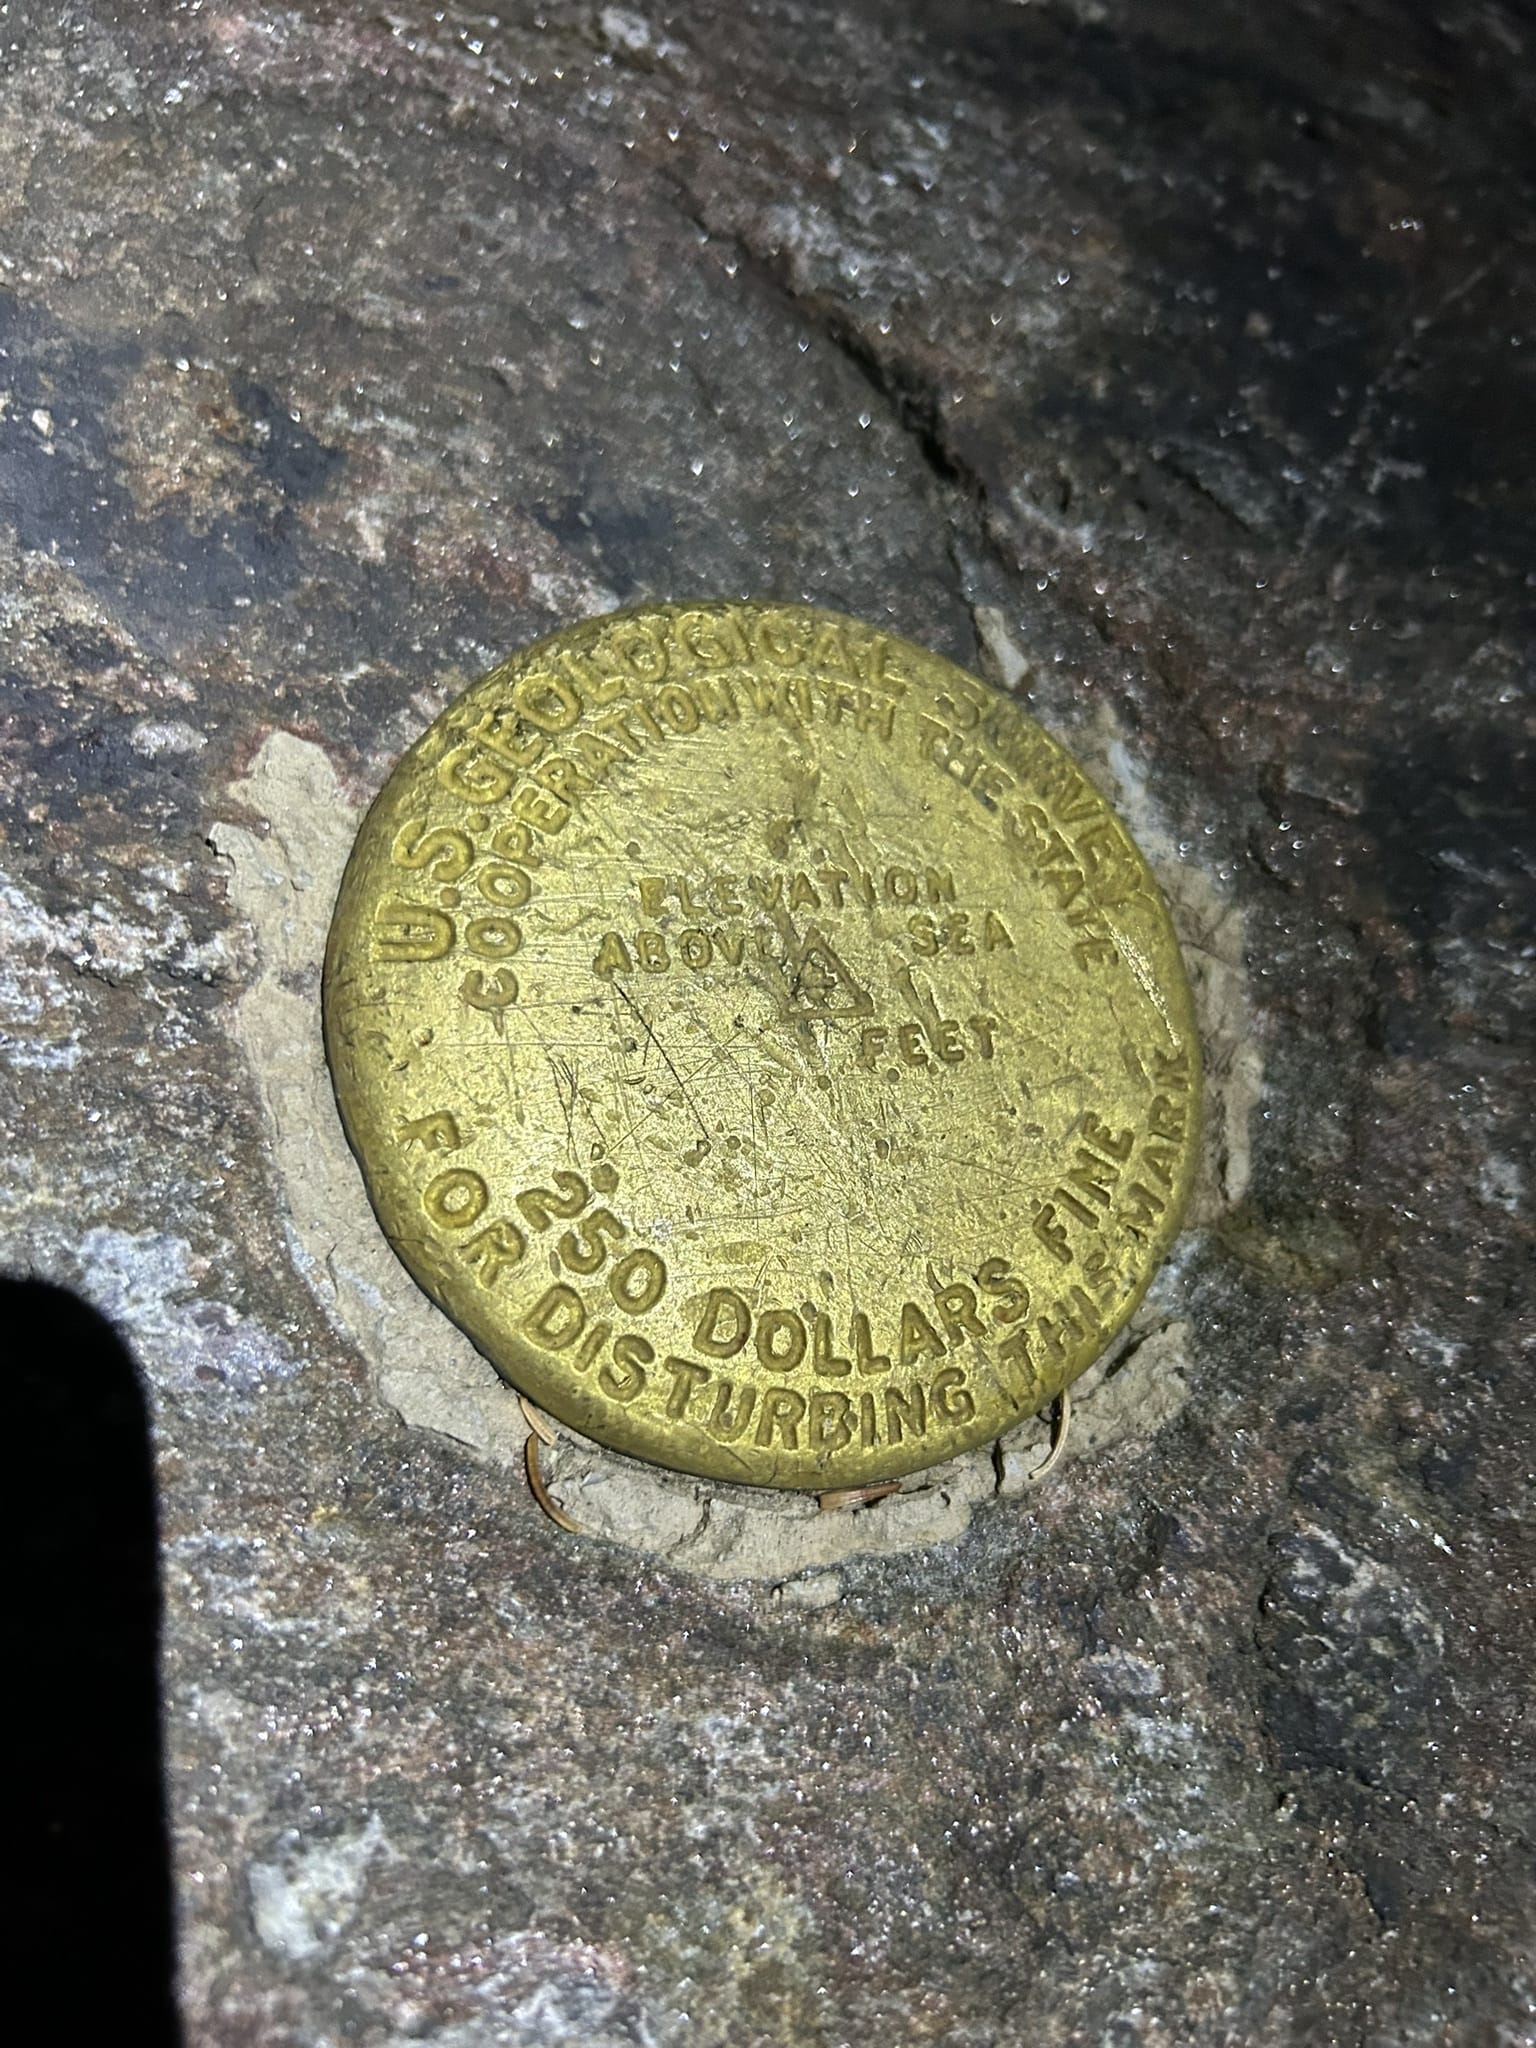 U.S. GEOLOGICAL SURVEY
COOPERATION WITH THE STATE
ELEVATION
ABOVE SEA
FEET
250 DOLLARS FINE
FOR DISTURBING THIS MARK